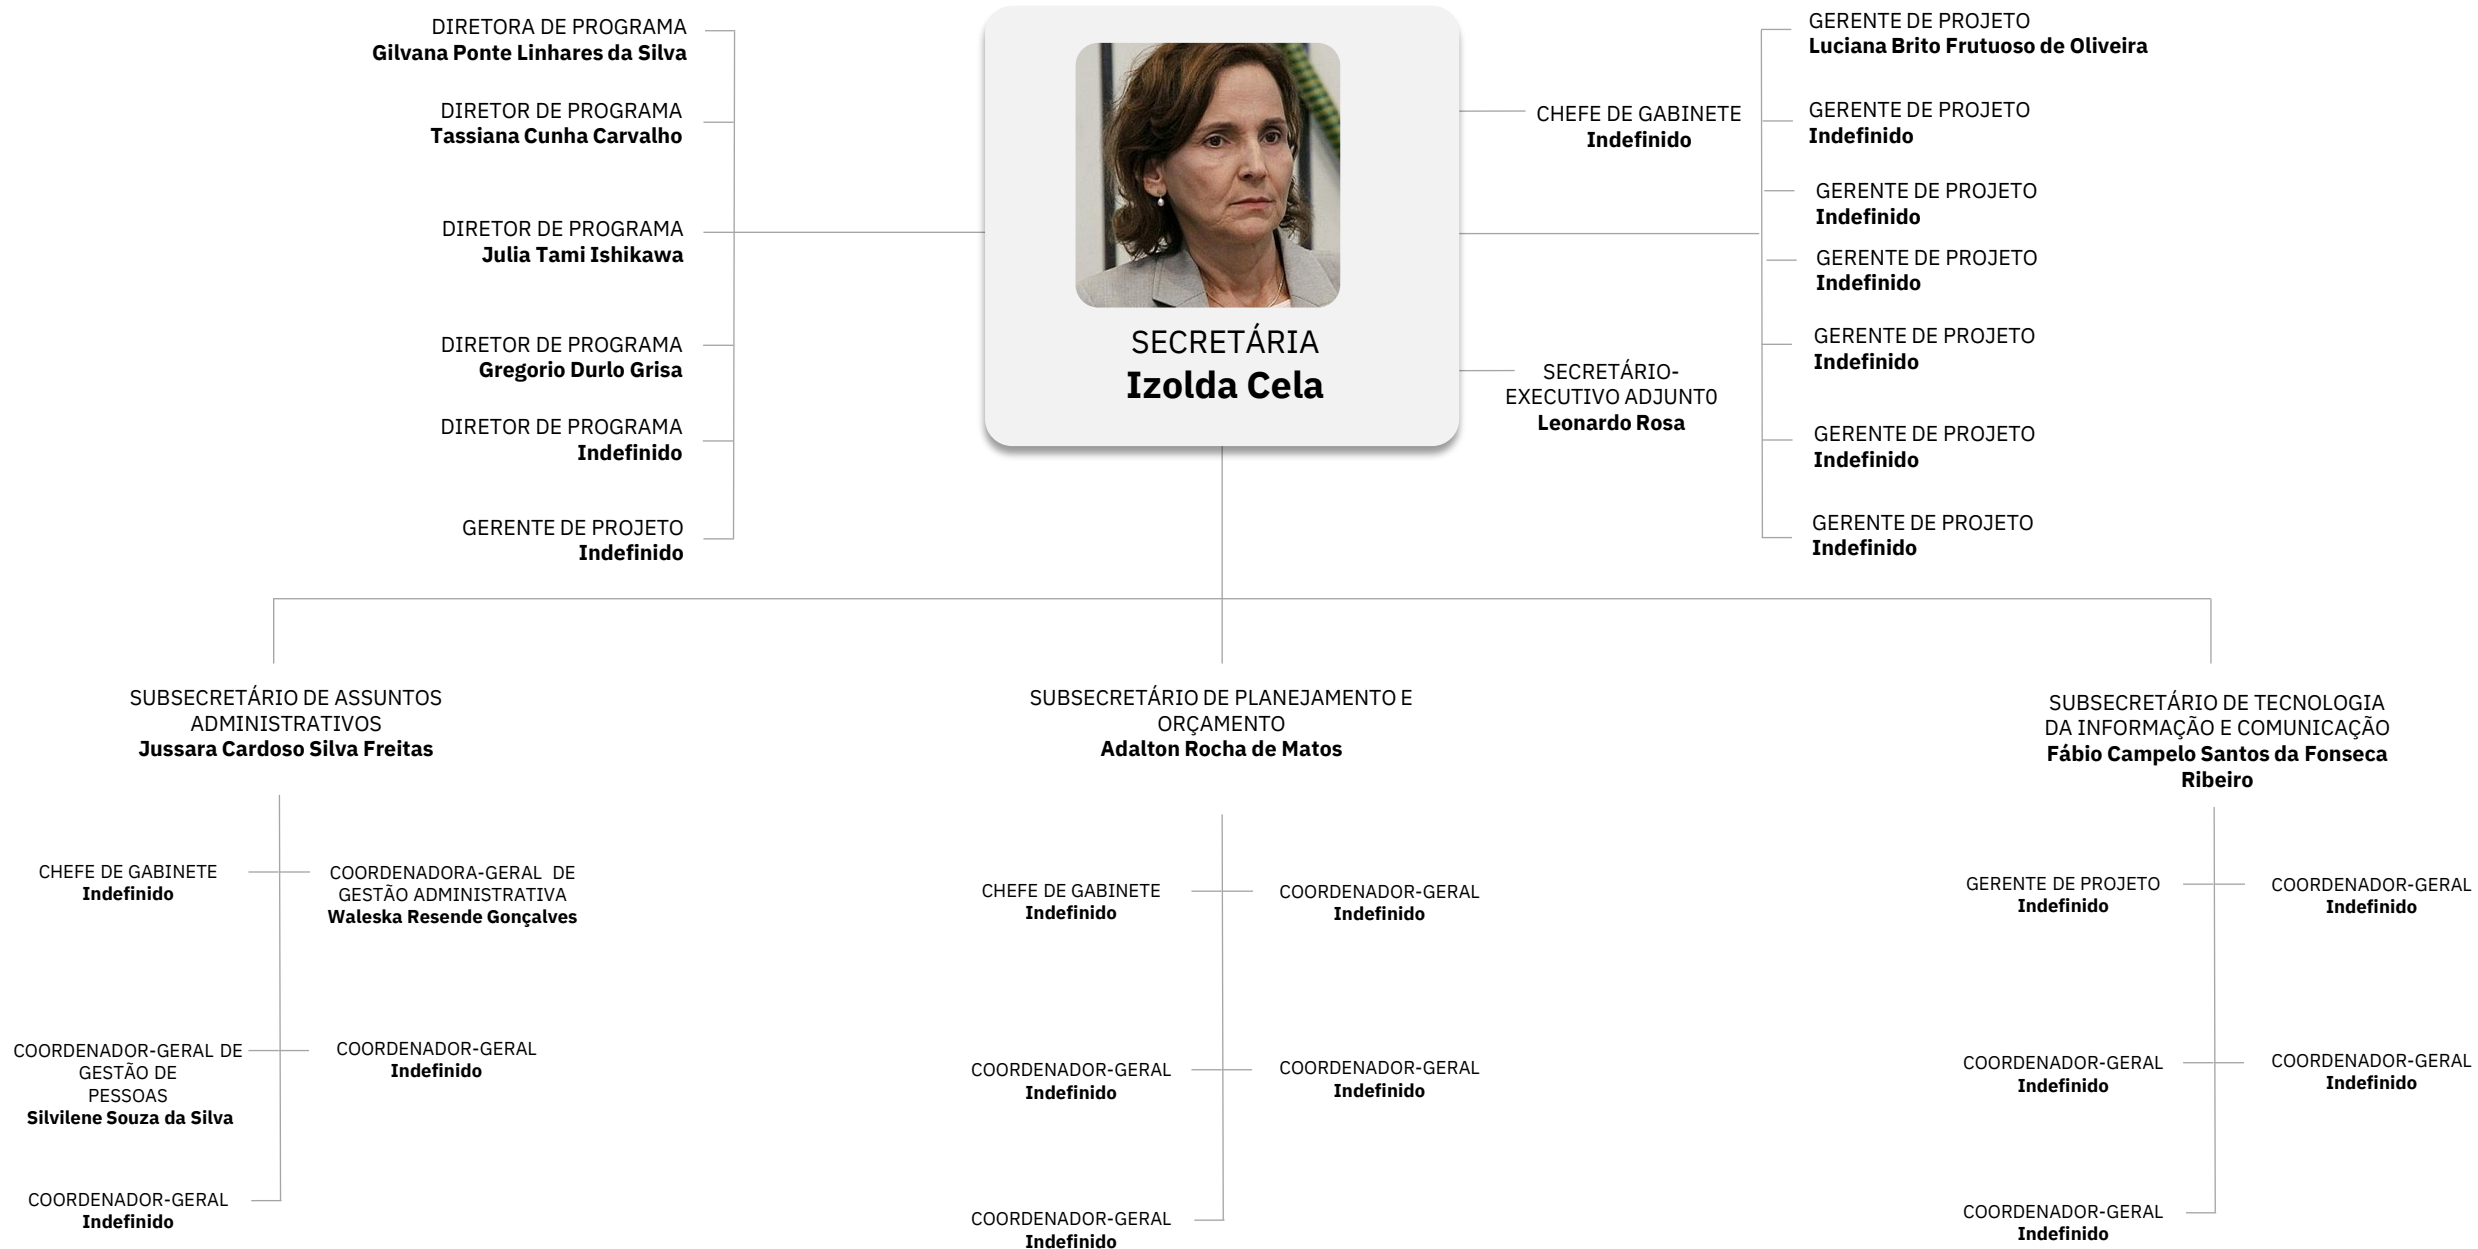 DIRETORA DE PROGRAMA
Gilvana Ponte Linhares da Silva
DIRETOR DE PROGRAMA
Tassiana Cunha Carvalho
DIRETOR DE PROGRAMA
Julia Tami Ishikawa
DIRETOR DE PROGRAMA
Gregorio Durlo Grisa
DIRETOR DE PROGRAMA
Indefinido
GERENTE DE PROJETO
Indefinido
SECRETÁRIA
Izolda Cela
CHEFE DE GABINETE
Indefinido
SECRETÁRIO-
EXECUTIVO ADJUNT0
Leonardo Rosa
GERENTE DE PROJETO
Luciana Brito Frutuoso de Oliveira
GERENTE DE PROJETO
Indefinido
GERENTE DE PROJETO
Indefinido
GERENTE DE PROJETO
Indefinido
GERENTE DE PROJETO
Indefinido
GERENTE DE PROJETO
Indefinido
GERENTE DE PROJETO
Indefinido
SUBSECRETÁRIO DE ASSUNTOS
ADMINISTRATIVOS
Jussara Cardoso Silva Freitas
CHEFE DE GABINETE
Indefinido
COORDENADORA-GERAL DE
GESTÃO ADMINISTRATIVA
Waleska Resende Gonçalves
COORDENADOR-GERAL DE
GESTÃO DE
PESSOAS
Silvilene Souza da Silva
COORDENADOR-GERAL
Indefinido
COORDENADOR-GERAL
Indefinido
SUBSECRETÁRIO DE PLANEJAMENTO E
ORÇAMENTO
Adalton Rocha de Matos
CHEFE DE GABINETE
Indefinido
COORDENADOR-GERAL
Indefinido
COORDENADOR-GERAL
Indefinido
COORDENADOR-GERAL
Indefinido
COORDENADOR-GERAL
Indefinido
SUBSECRETÁRIO DE TECNOLOGIA
DA INFORMAÇÃO E COMUNICAÇÃO
Fábio Campelo Santos da Fonseca
Ribeiro
GERENTE DE PROJETO
Indefinido
COORDENADOR-GERAL
Indefinido
COORDENADOR-GERAL
Indefinido
COORDENADOR-GERAL
Indefinido
COORDENADOR-GERAL
Indefinido